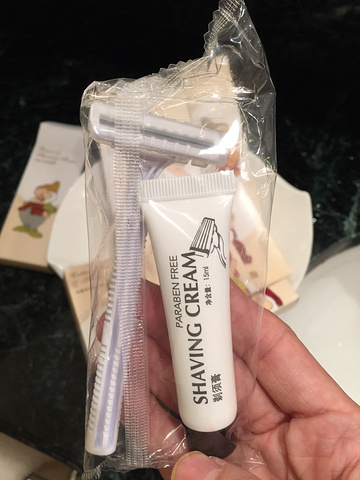 PARABEN FREE
SHAVING CREAM
净含量: 15ml
剃须膏